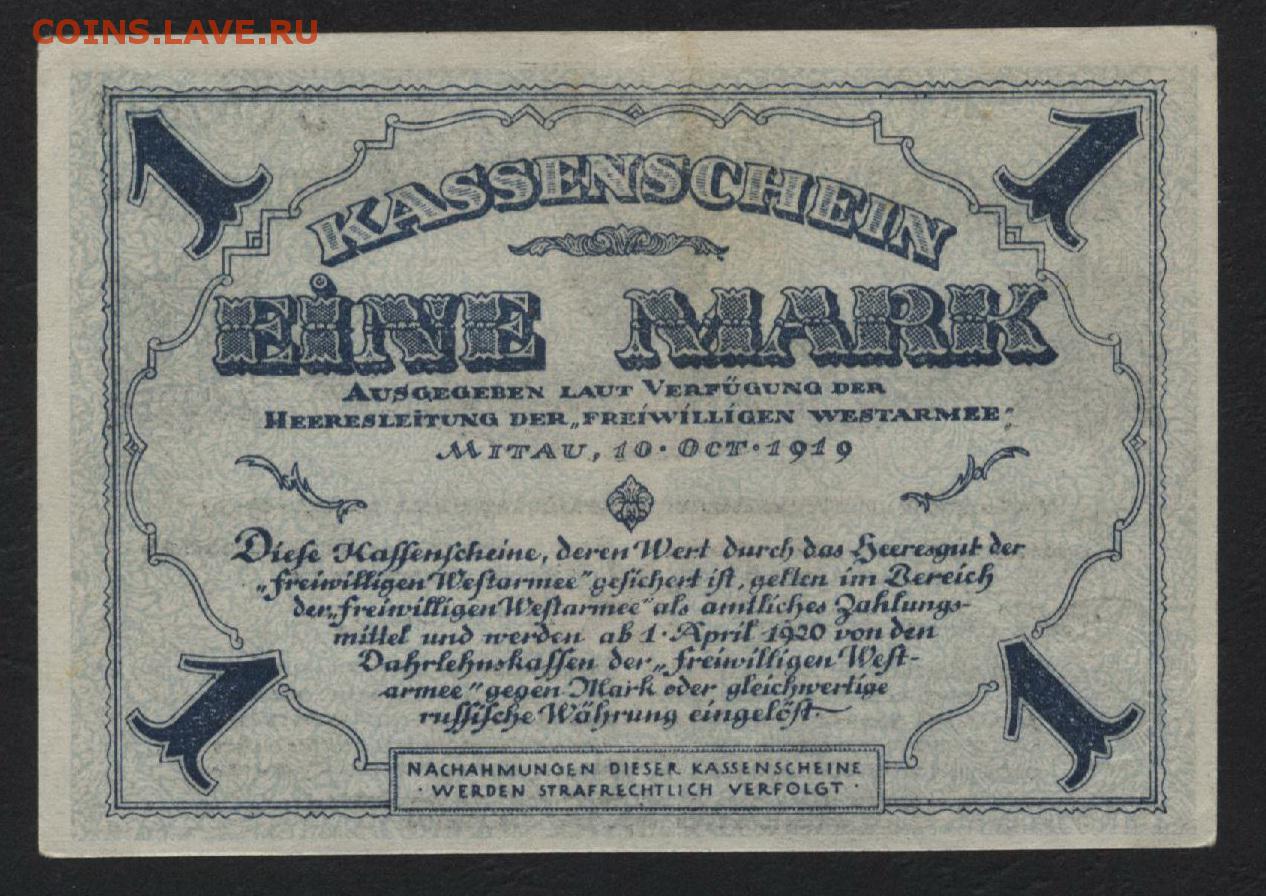 COINS.LAVE.RU
1 1
KASSENSCHEIN
EINE MARK
AUSGEGEBEN LAUT VERFÜGUNG DER
HEERESLEITUNG DER „FREIWILLIGEN WESTARMEE“
MITAU, 10. OCT. 1919
Diese Kassenscheine, deren Wert durch das Heeresgut der
„freiwilligen Westarmee“ gesichert ist, gelten im Bereich
der „freiwilligen Westarmee“ als amtliches Zahlungs-
mittel und werden ab 1. April 1920 von den
Dahrlehnskassen der „freiwilligen West-
armee“ gegen Mark oder gleichwertige
russische Währung eingelöst.
1 1
NACHAHMUNGEN DIESER KASSENSCHEINE
· WERDEN STRAFRECHTLICH VERFOLGT ·